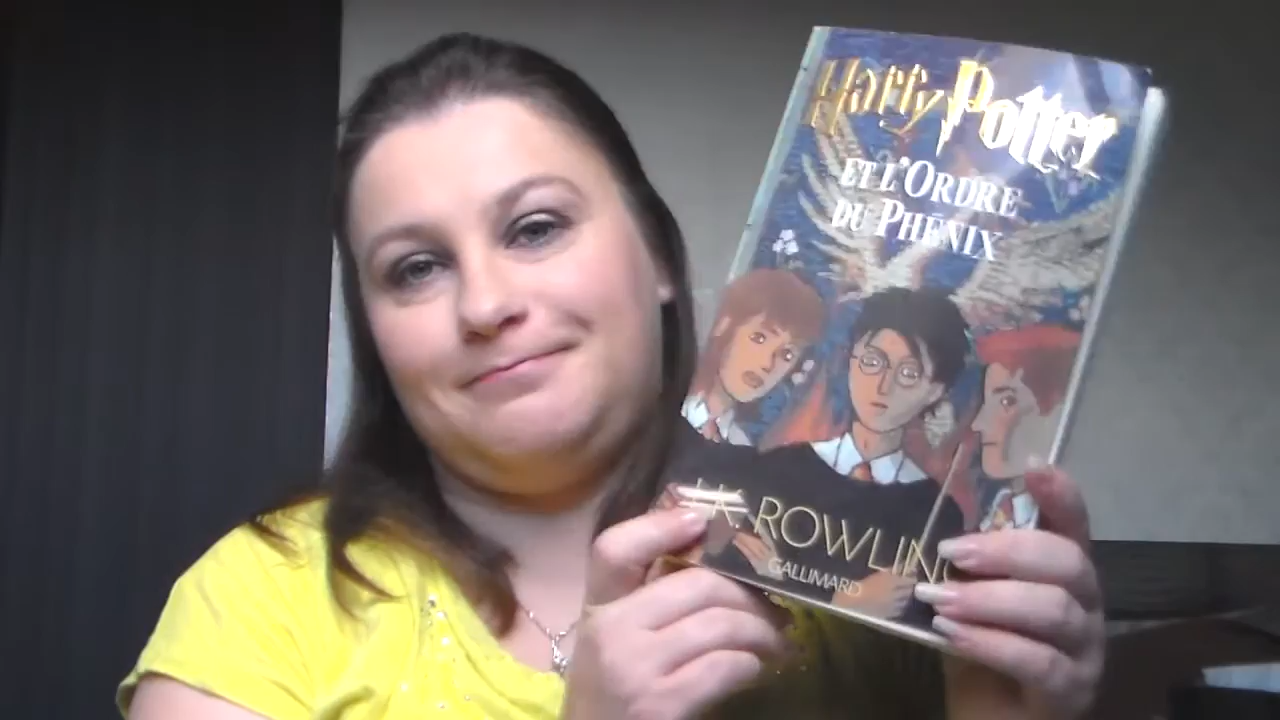 Harry Potter
ET L'ORDRE
DU PHÉNIX
J.K. ROWLING
GALLIMARD